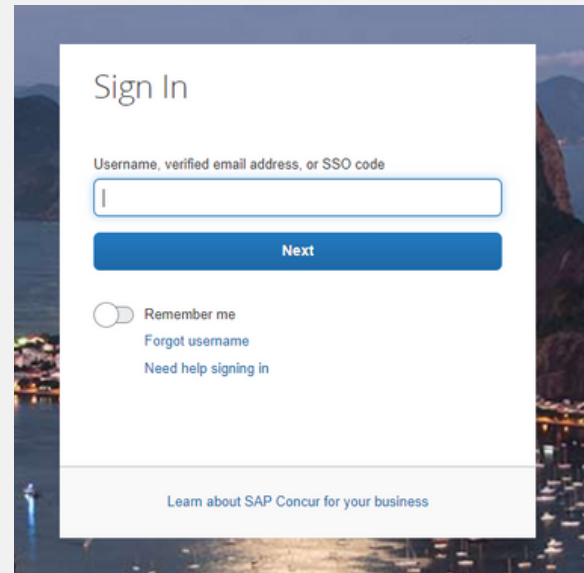 Sign In
Username, verified email address, or SSO code
Next
Remember me
Forgot username
Need help signing in
Learn about SAP Concur for your business